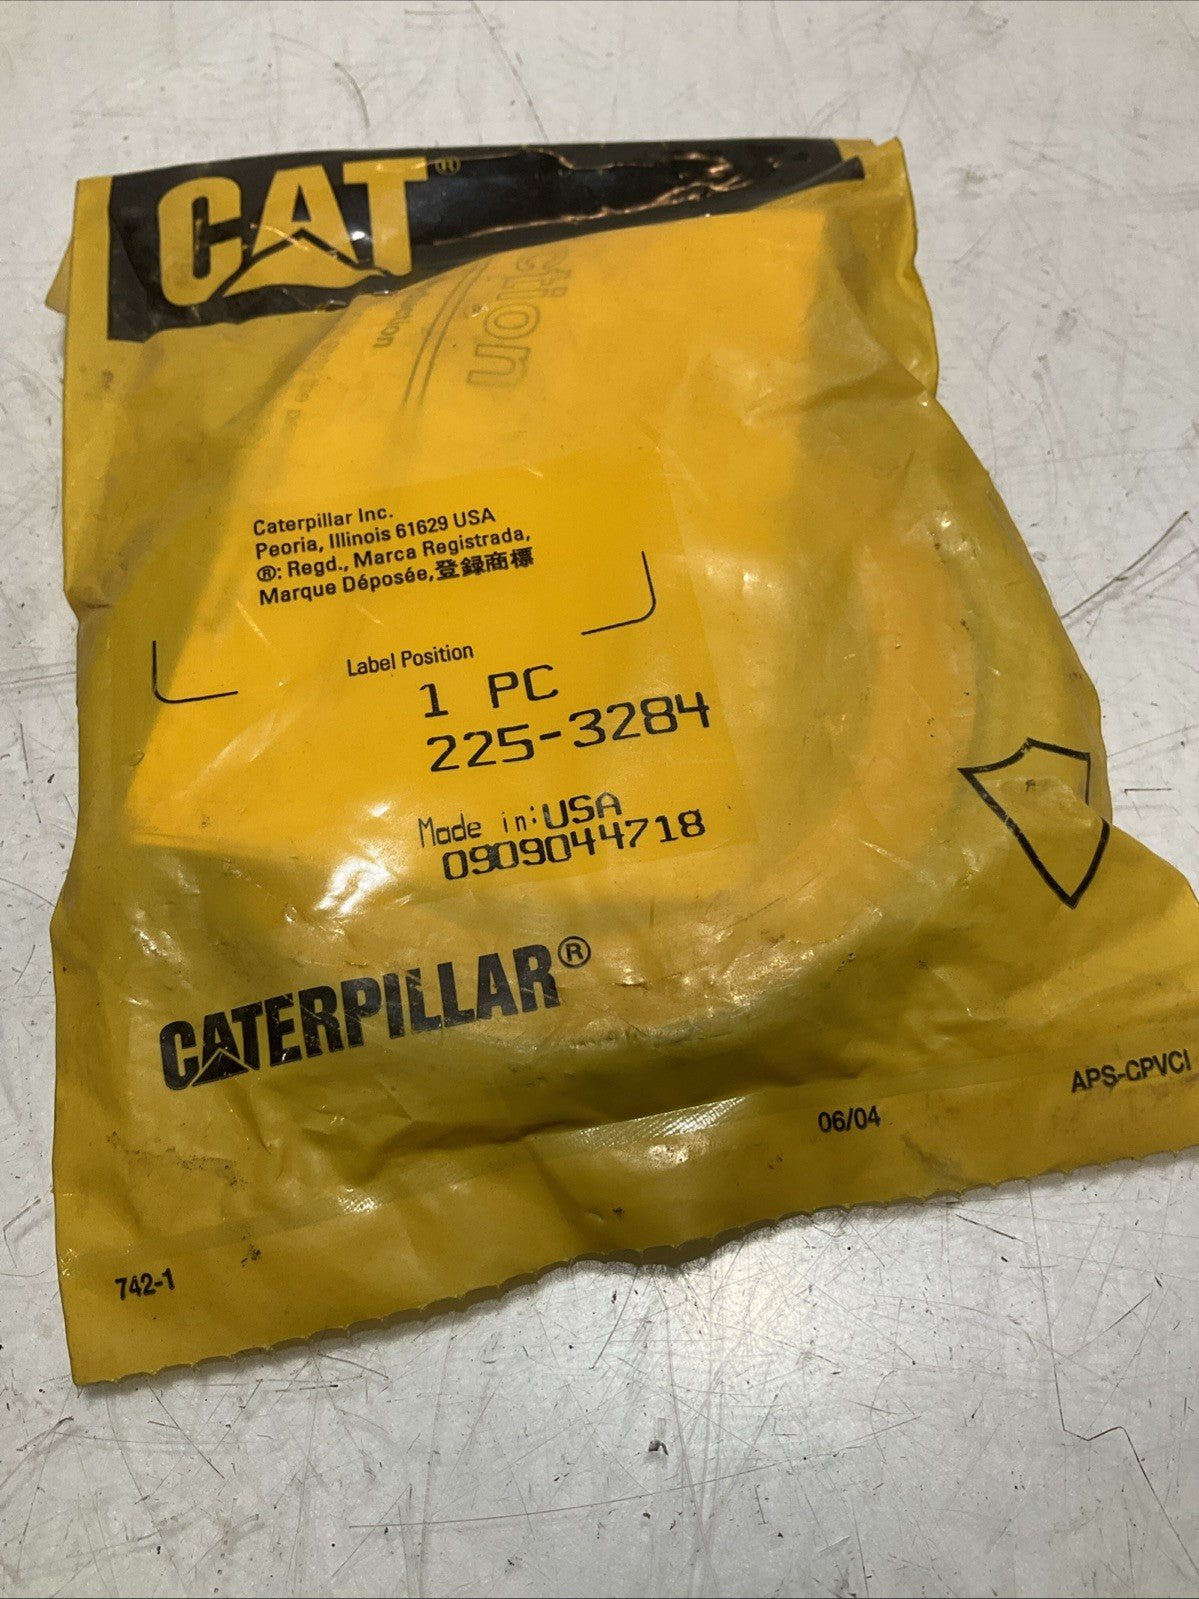 CAT®
Caterpillar Inc.
Peoria, Illinois 61629 USA
®: Regd., Marca Registrada,
Marque Déposée,登録商標
Label Position
1 PC
225-3284
Made in:USA
0909044718
CATERPILLAR®
APS-CPVCI
06/04
742-1